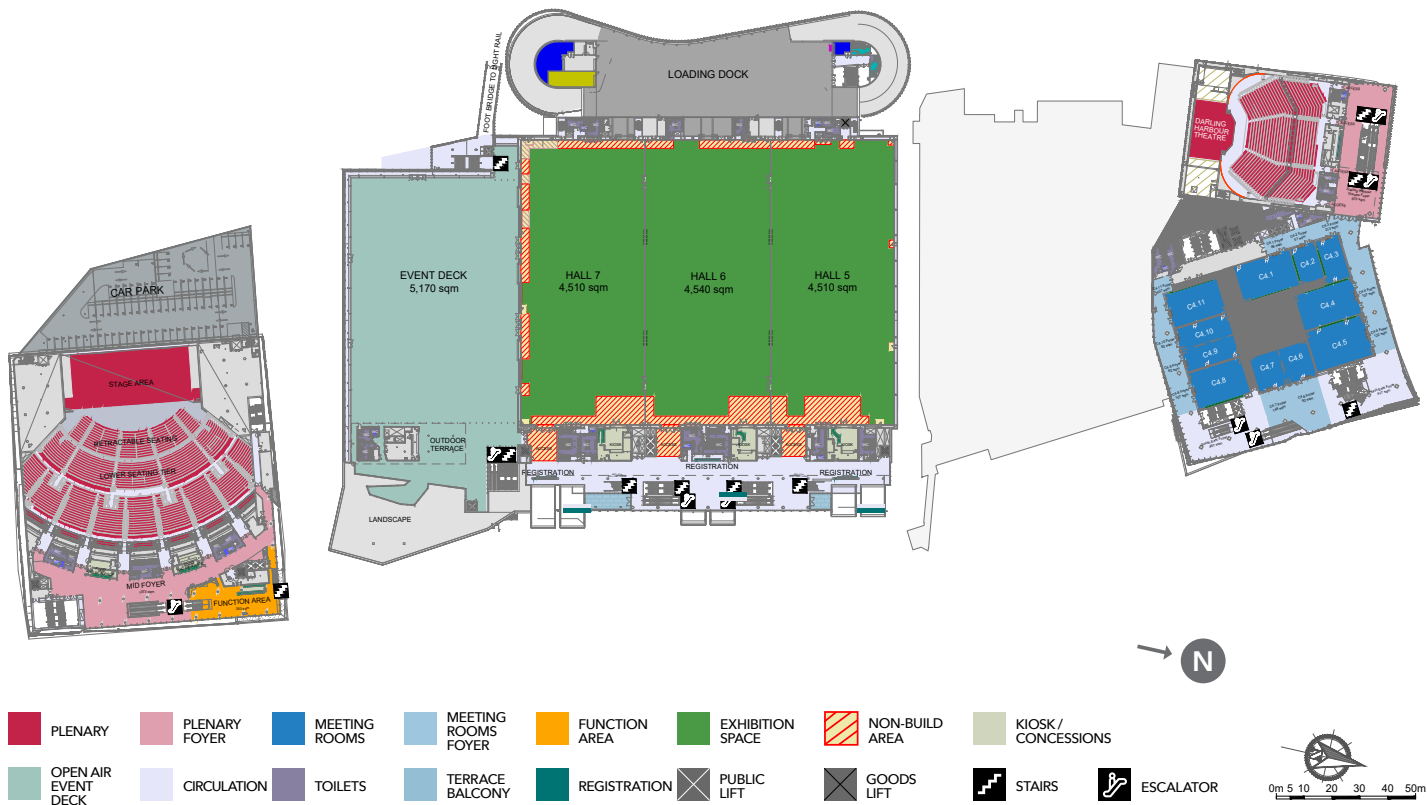 FOOT BRIDGE TO LIGHT RAIL
LOADING DOCK
DARLING
HARBOUR
THEATRE
EVENT DECK
5,170 sqm
HALL 7
4,510 sqm
HALL 6
4,540 sqm
HALL 5
4,510 sqm
CAR PARK
STAGE AREA
RETRACTABLE SEATING
LOWER SEATING TIER
MID FOYER
FUNCTION AREA
OUTDOOR
TERRACE
LANDSCAPE
REGISTRATION
REGISTRATION
REGISTRATION
C4.1
C4.2
C4.3
C4.11
C4.4
C4.10
C4.9
C4.5
C4.8
C4.7
C4.6
N
PLENARY
PLENARY
FOYER
MEETING
ROOMS
MEETING
ROOMS
FOYER
FUNCTION
AREA
EXHIBITION
SPACE
NON-BUILD
AREA
KIOSK /
CONCESSIONS
OPEN AIR
EVENT
DECK
CIRCULATION
TOILETS
TERRACE
BALCONY
REGISTRATION
PUBLIC
LIFT
GOODS
LIFT
STAIRS
ESCALATOR
0m 5 10 20 30 40 50m